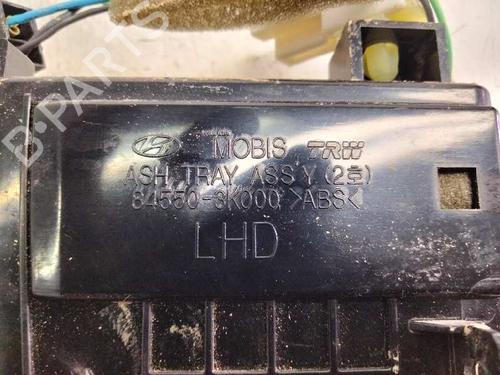 MOBIS TRW
ASH TRAY ASS'Y (2호)
84550-3K000 >ABS<
LHD
B-PARTS